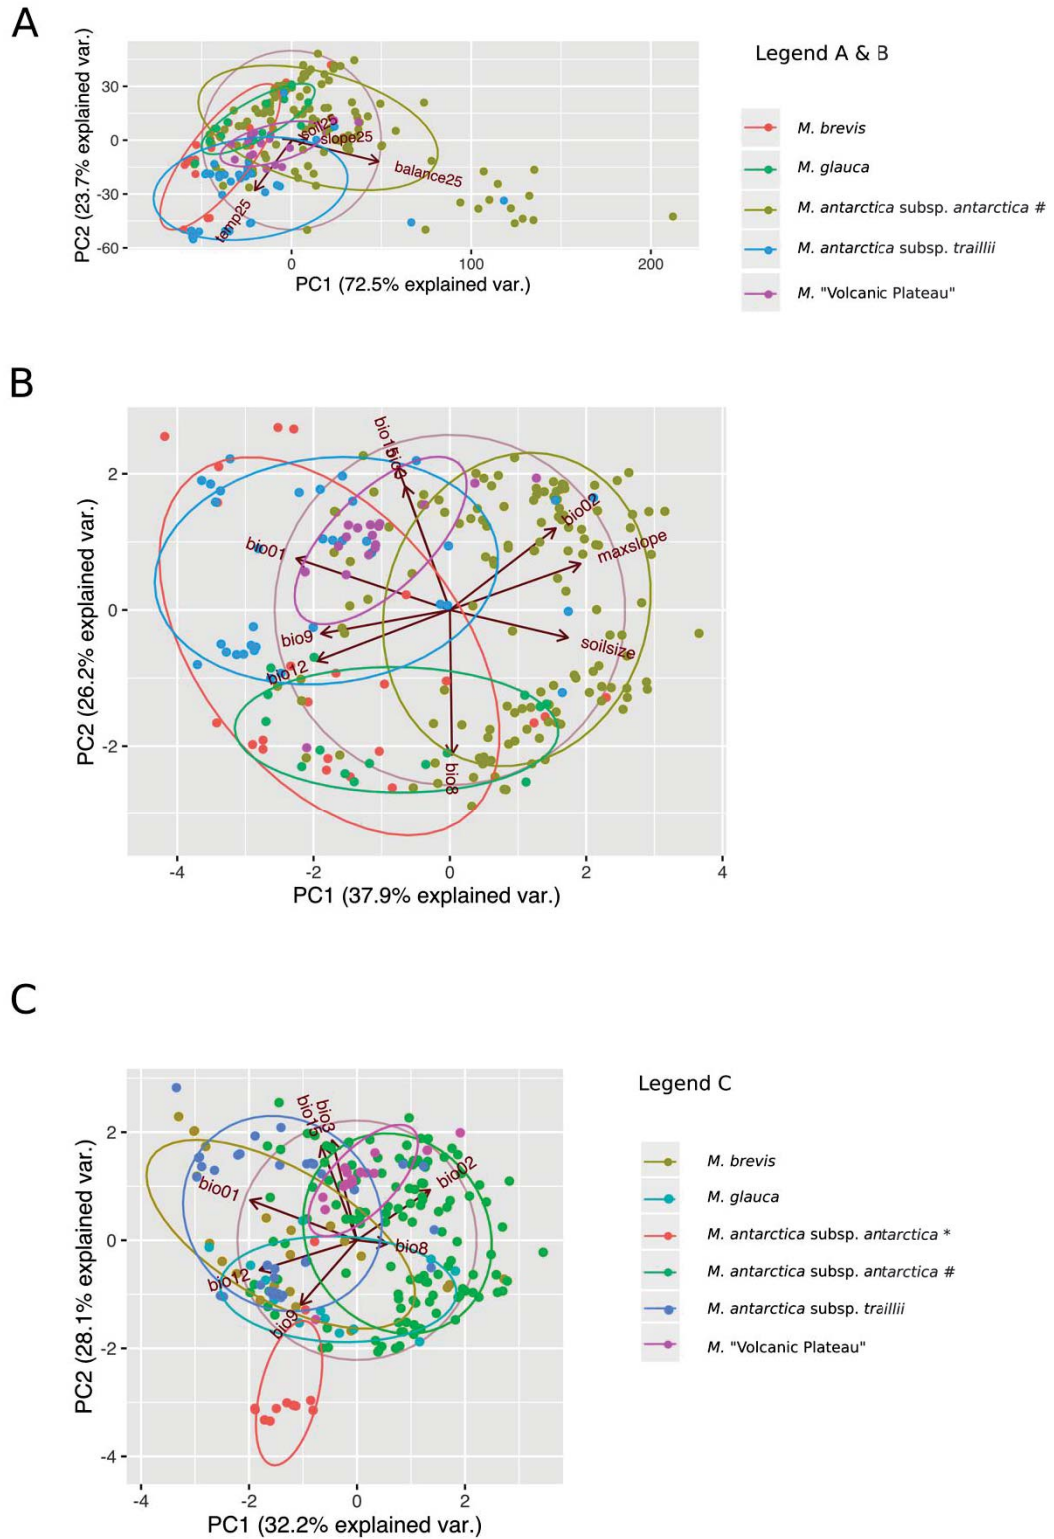 A
PC2 (23.7% explained var.)
30
0
-30
-60
soil25
slope25
balance25
temp25
0
100
200
PC1 (72.5% explained var.)
Legend A & B
M. brevis
M. glauca
M. antarctica subsp. antarctica #
M. antarctica subsp. traillii
M. "Volcanic Plateau"
B
PC2 (26.2% explained var.)
2
0
-2
bio15
bio3
bio02
maxslope
bio01
bio9
bio12
soilsize
bio8
-4
-2
0
2
4
PC1 (37.9% explained var.)
C
PC2 (28.1% explained var.)
2
0
-2
-4
bio15
bio3
bio02
bio01
bio8
bio12
bio9
-4
-2
0
2
PC1 (32.2% explained var.)
Legend C
M. brevis
M. glauca
M. antarctica subsp. antarctica *
M. antarctica subsp. antarctica #
M. antarctica subsp. traillii
M. "Volcanic Plateau"